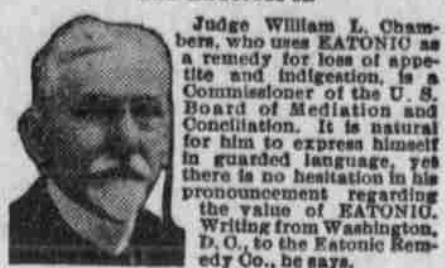 Judge William L. Cham-
bers, who uses EATONIC as
a remedy for loss of appe-
tite and indigestion, is a
Commissioner of the U. S.
Board of Mediation and
Conciliation. It is natural
for him to express himself
in guarded language, yet
there is no hesitation in his
pronouncement regarding
the value of EATONIC.
Writing from Washington,
D. C., to the Eatonic Rem-
edy Co., he says,